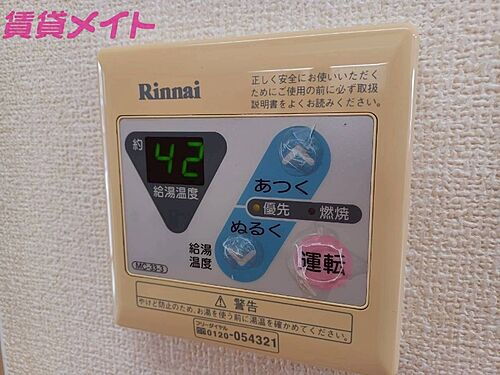 賃貸メイト
Rinnai
正しく安全にお使いいただく
ためにご使用の前に必ず取扱
説明書をよくお読みください。
約
42
給湯温度
あつく
優先
燃焼
ぬるく
給湯
温度
運転
MC-33-3
警告
やけど防止のため、お湯を使う前に湯温を確かめてください。
フリーダイヤル
0120-054321